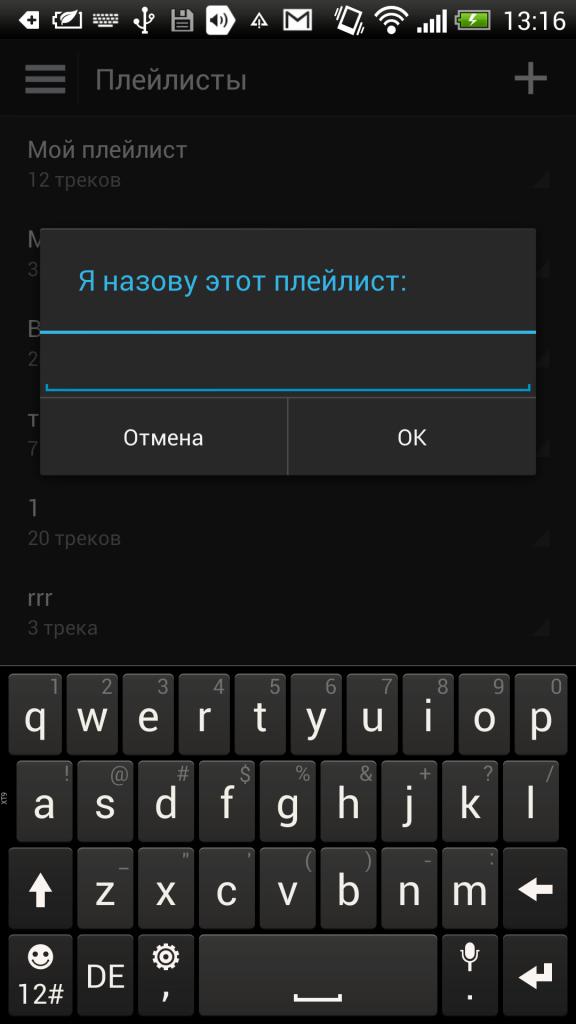 13:16
Плейлисты
Мой плейлист
12 треков
М
3
В
2
Я назову этот плейлист:
Отмена
ОК
т
7
1
20 треков
rrr
3 трека
1 2 3 4 5 6 7 8 9 0
q w e r t y u i o p
! @ # $ % & + ? /
a s d f g h j k l
XT9
_ " ' ( ) - :
z x c v b n m
12# DE , .